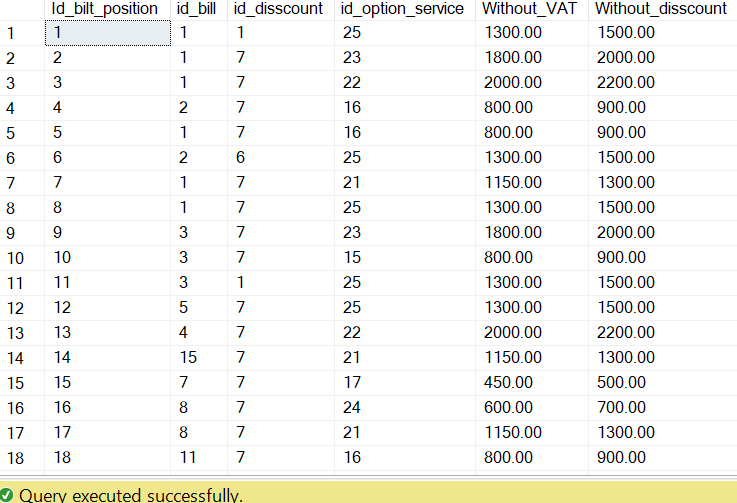 Id_bilt_position id_bill id_disscount id_option_service Without_VAT Without_disscount
1 1 1 1 25 1300.00 1500.00
2 2 1 7 23 1800.00 2000.00
3 3 1 7 22 2000.00 2200.00
4 4 2 7 16 800.00 900.00
5 5 1 7 16 800.00 900.00
6 6 2 6 25 1300.00 1500.00
7 7 1 7 21 1150.00 1300.00
8 8 1 7 25 1300.00 1500.00
9 9 3 7 23 1800.00 2000.00
10 10 3 7 15 800.00 900.00
11 11 3 1 25 1300.00 1500.00
12 12 5 7 25 1300.00 1500.00
13 13 4 7 22 2000.00 2200.00
14 14 15 7 21 1150.00 1300.00
15 15 7 7 17 450.00 500.00
16 16 8 7 24 600.00 700.00
17 17 8 7 21 1150.00 1300.00
18 18 11 7 16 800.00 900.00
Query executed successfully.